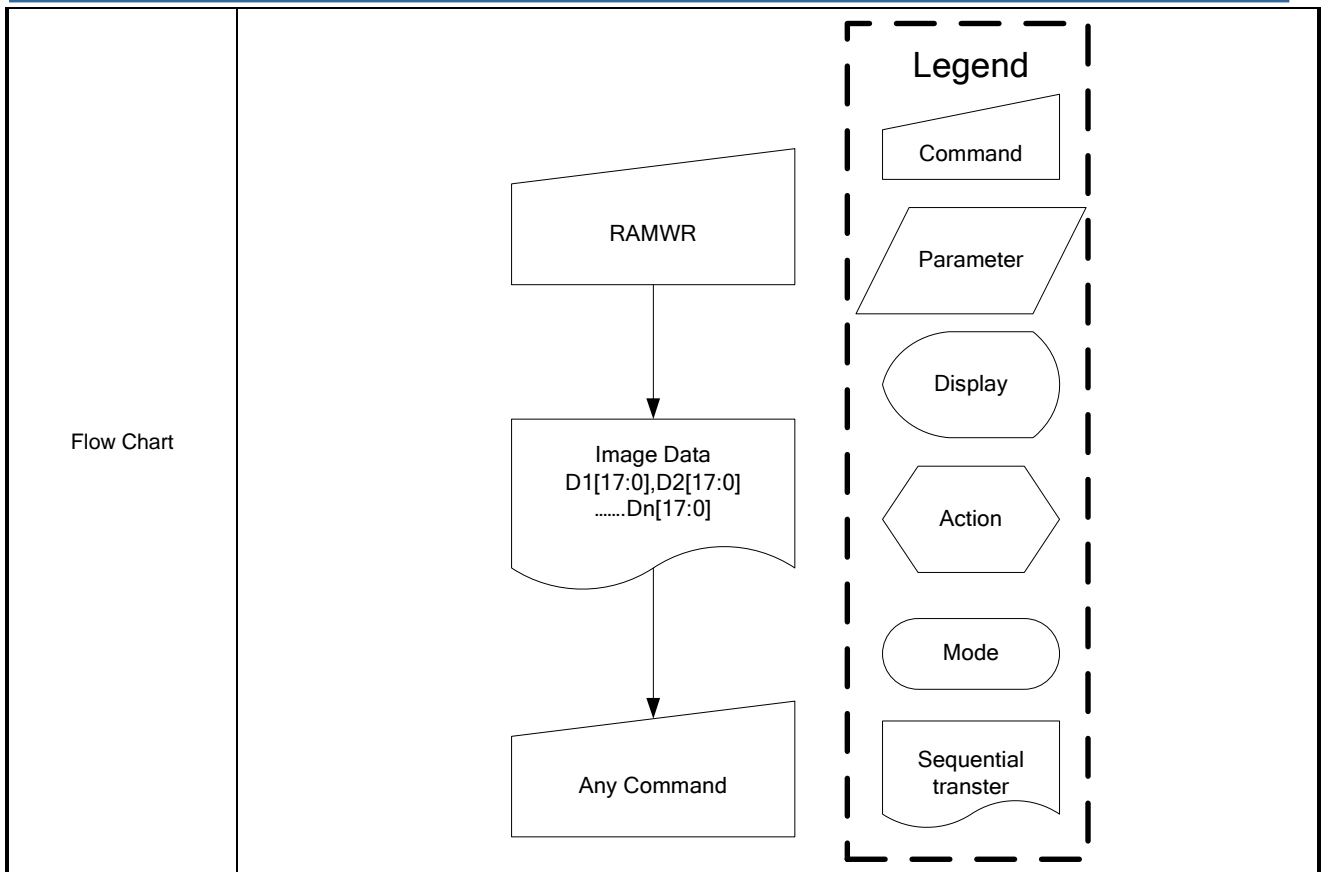 Flow Chart
RAMWR
Image Data
D1[17:0],D2[17:0]
.......Dn[17:0]
Any Command
Legend
Command
Parameter
Display
Action
Mode
Sequential
transter